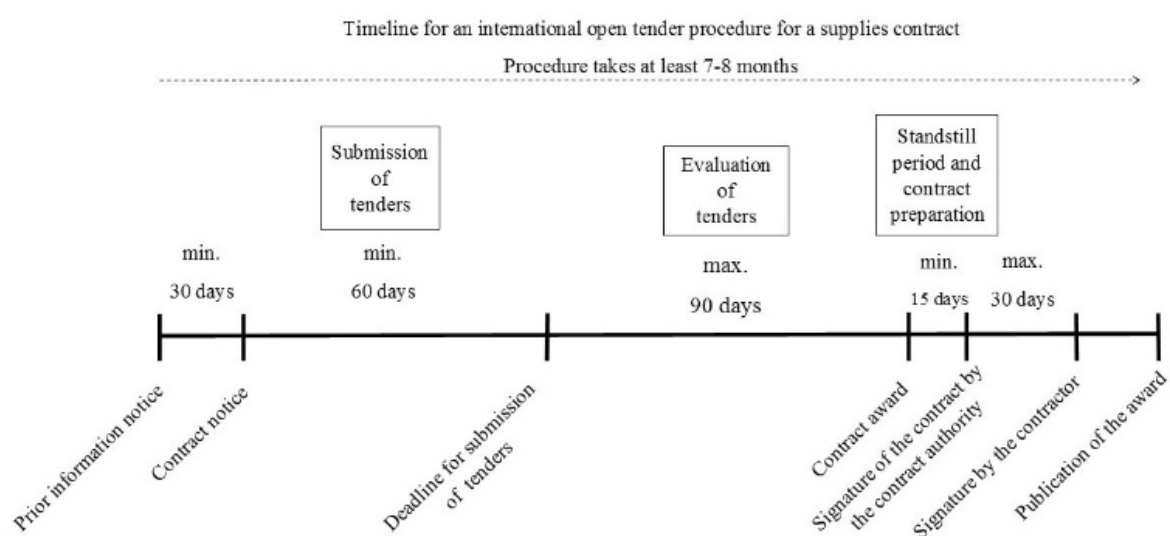 Timeline for an international open tender procedure for a supplies contract
Procedure takes at least 7-8 months
Submission
of
tenders
Evaluation
of
tenders
Standstill
period and
contract
preparation
min.
30 days
min.
60 days
max.
90 days
min.
15 days
max.
30 days
Prior information notice
Contract notice
Deadline for submission
of tenders
Contract award
Signature of the contract by
the contract authority
Signature by the contractor
Publication of the award